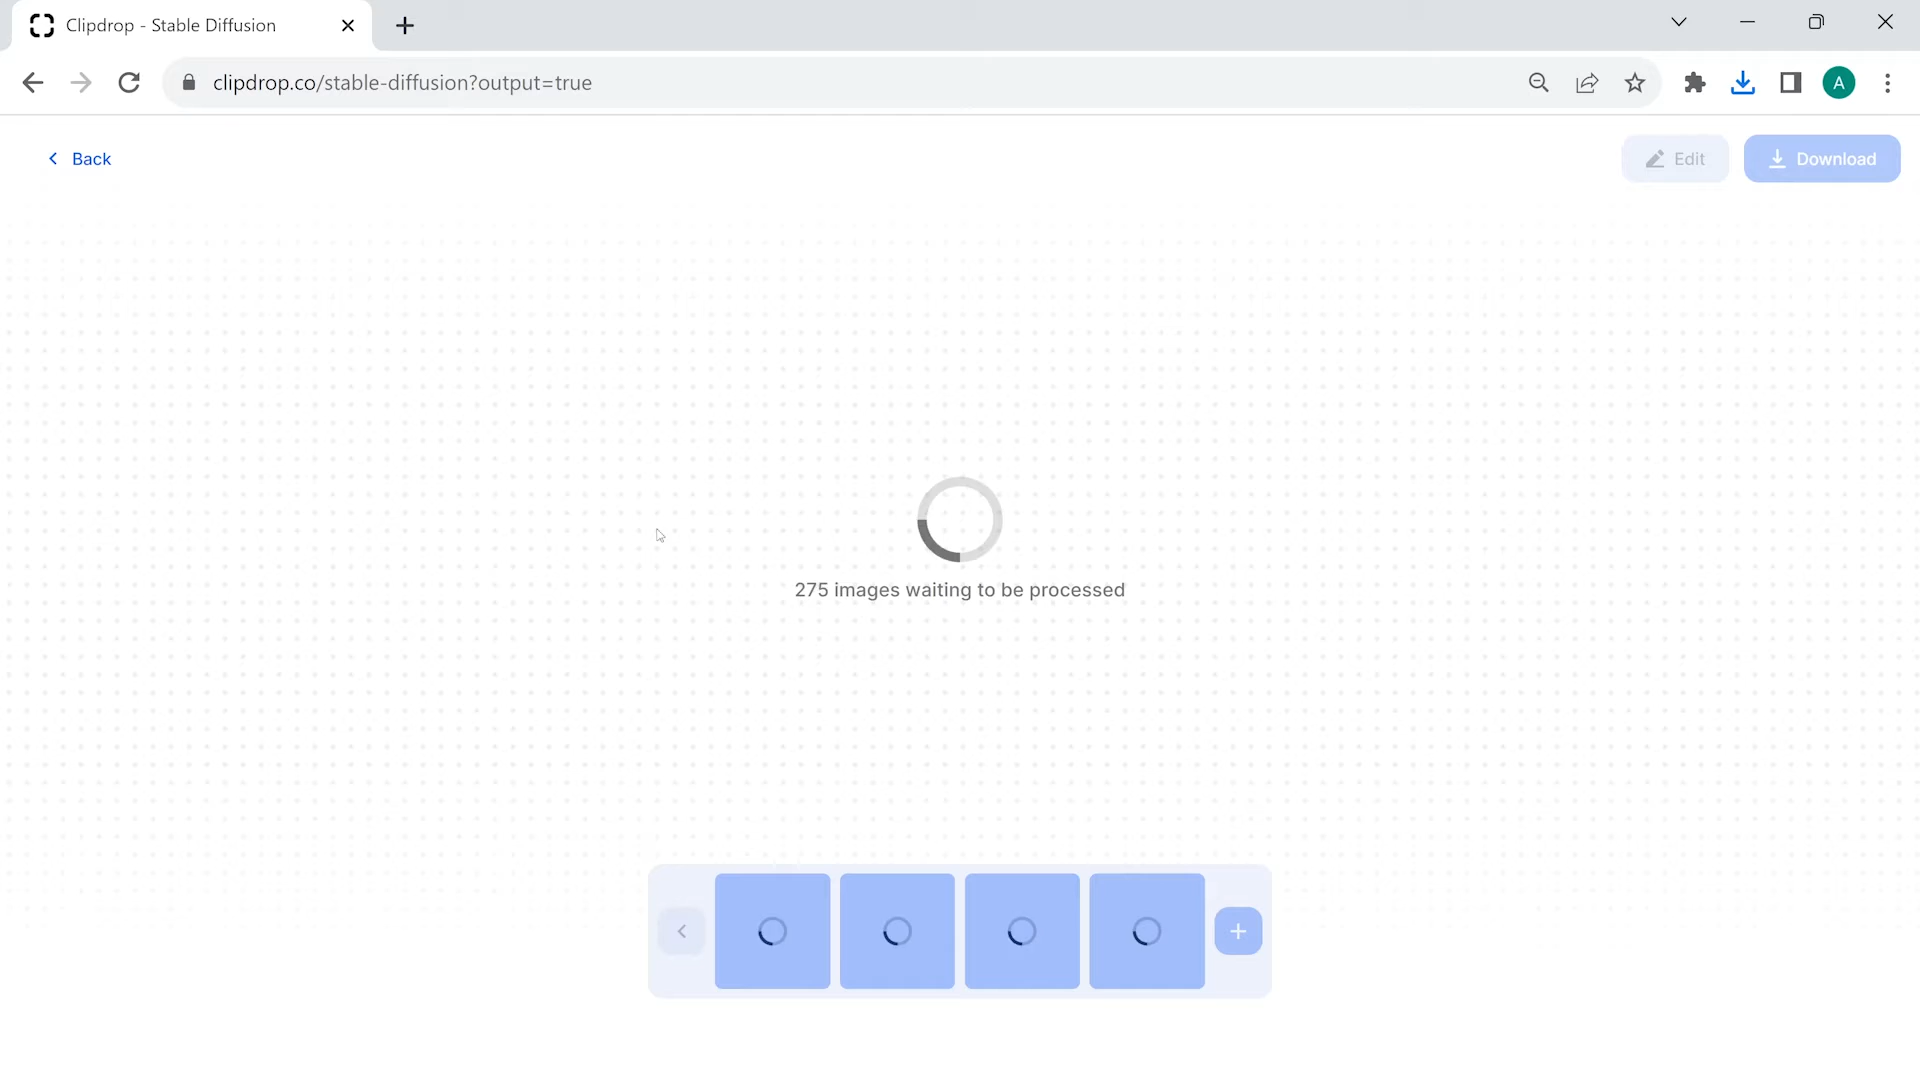 Clipdrop - Stable Diffusion
clipdrop.co/stable-diffusion?output=true
A
Back
Edit
Download
275 images waiting to be processed